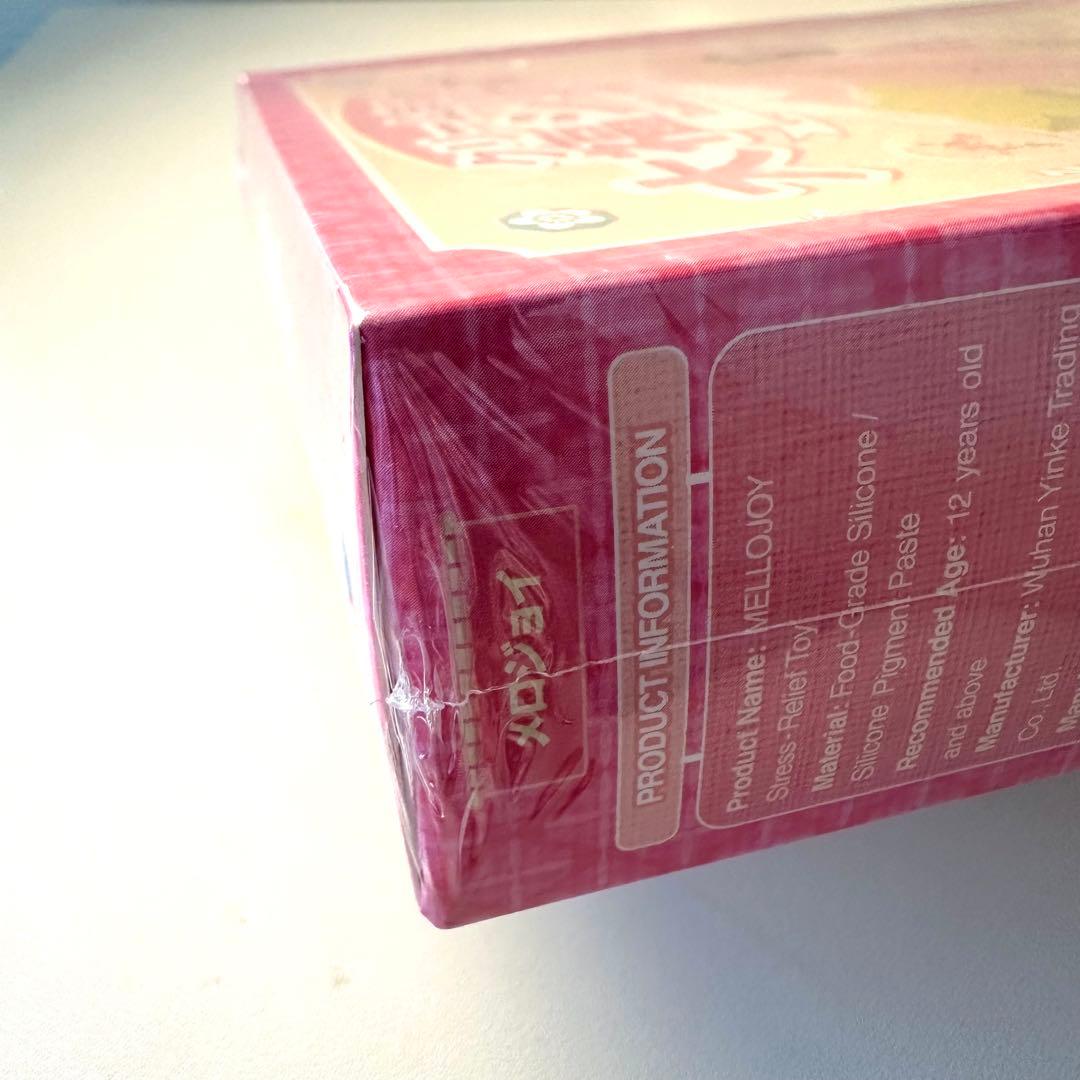 メロジョイ
PRODUCT INFORMATION
Product Name: MELLOJOY
Stress-Relief Toy
Material: Food-Grade Silicone /
Silicone Pigment Paste
Recommended Age: 12 years old
and above
Manufacturer: Wuhan Yinke Trading
Co., Ltd.